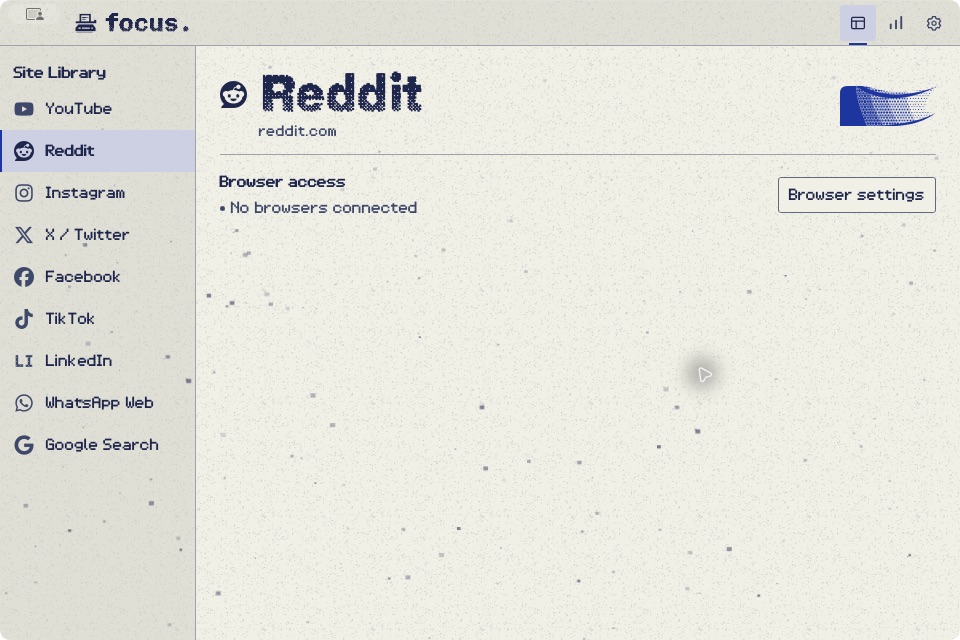 focus.
Site Library
YouTube
Reddit
Instagram
X / Twitter
Facebook
TikTok
LI LinkedIn
WhatsApp Web
Google Search
Reddit
reddit.com
Browser access
• No browsers connected
Browser settings